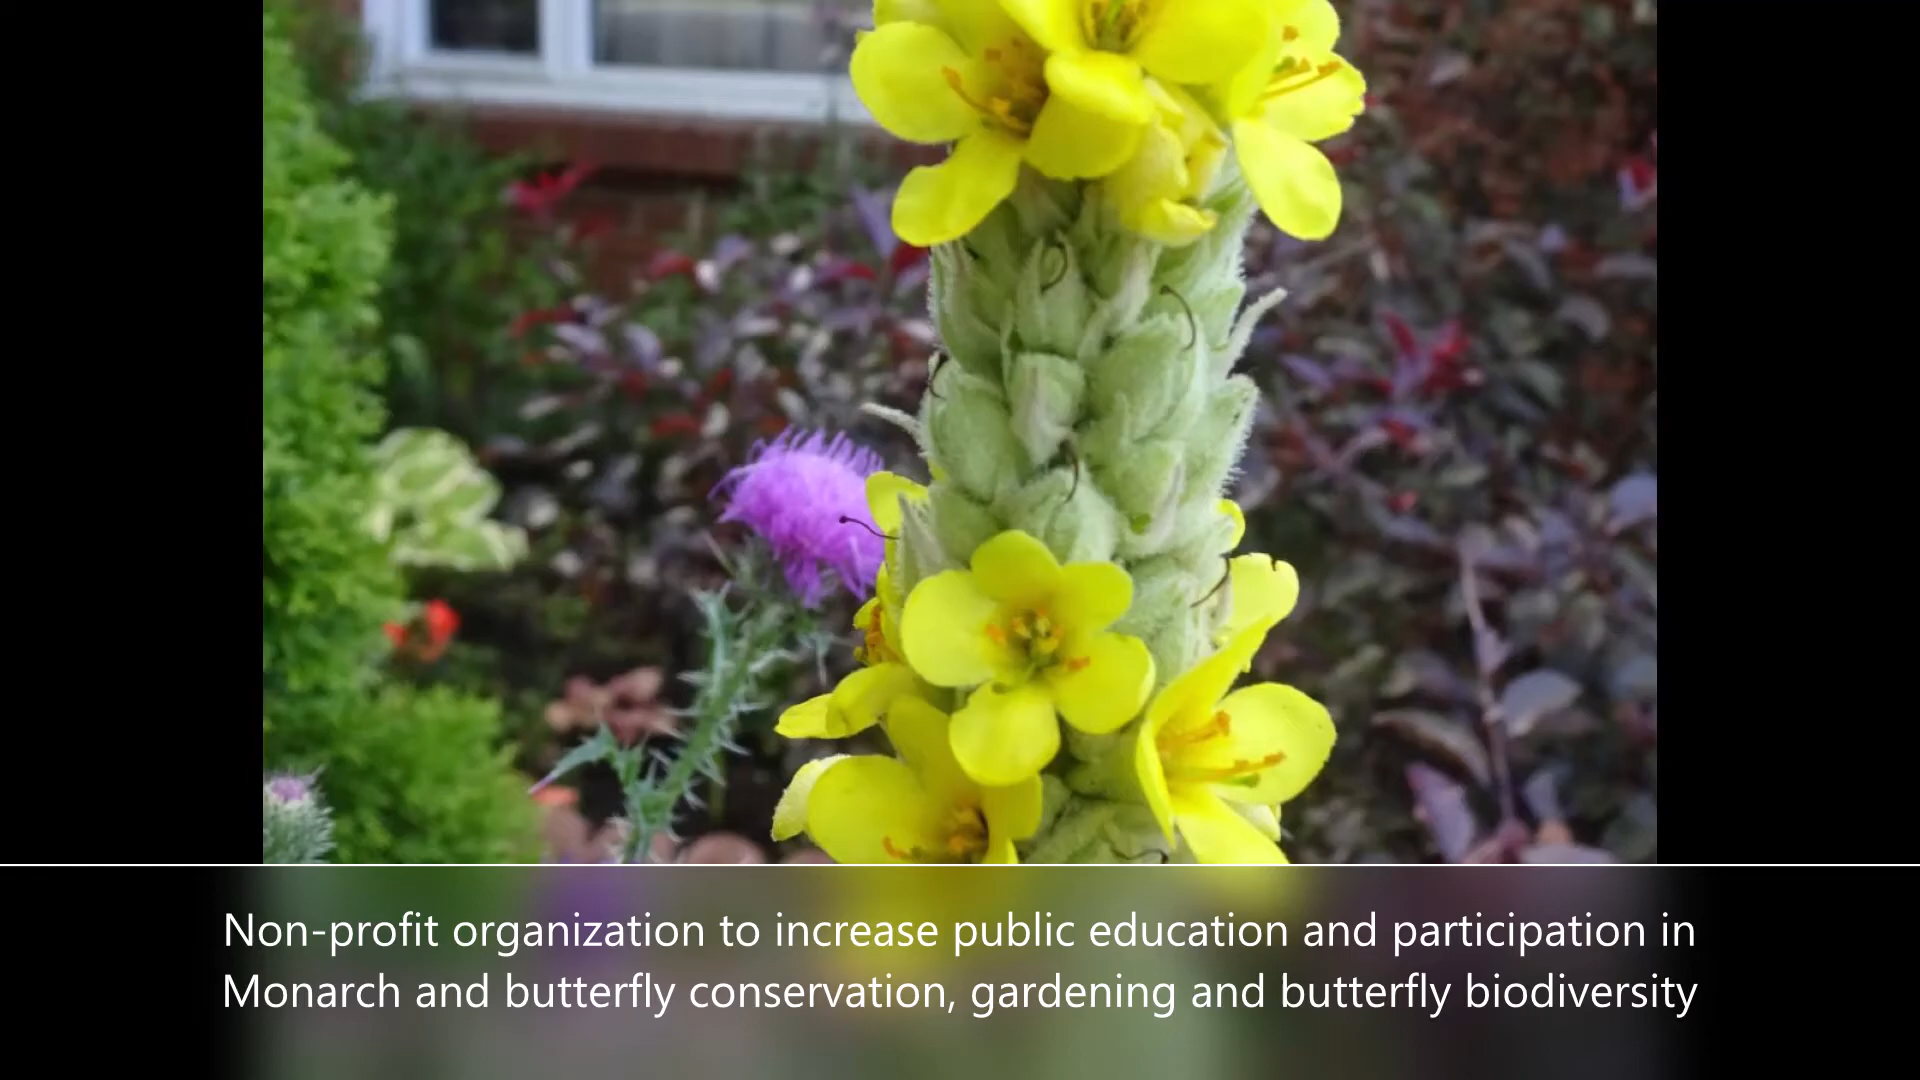 Non-profit organization to increase public education and participation in
Monarch and butterfly conservation, gardening and butterfly biodiversity